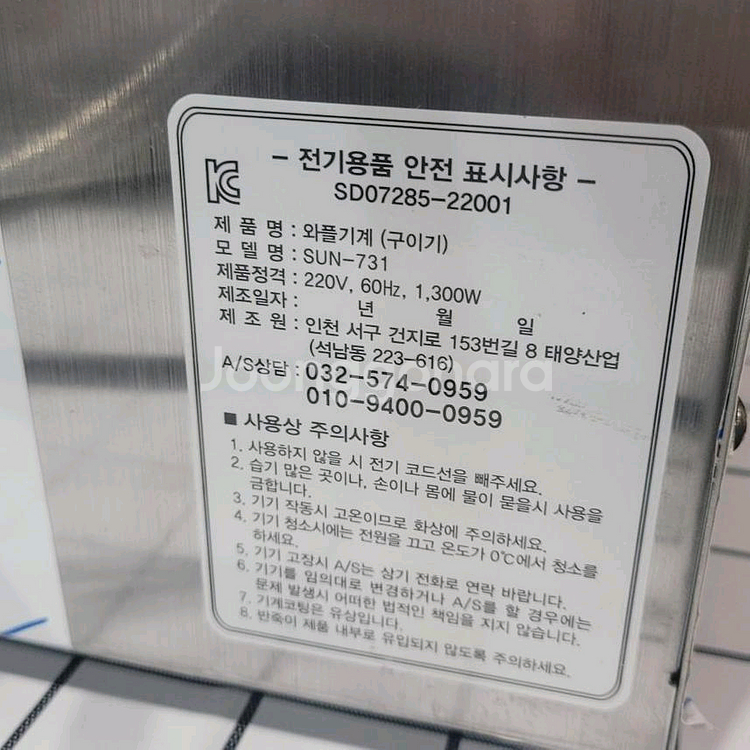 KC
– 전기용품 안전 표시사항 –
SD07285-22001
제 품 명 : 와플기계 (구이기)
모 델 명 : SUN-731
제품정격 : 220V, 60Hz, 1,300W
제조일자 : 년 월 일
제 조 원 : 인천 서구 건지로 153번길 8 태양산업
(석남동 223-616)
A/S상담 : 032-574-0959
010-9400-0959
Joonggonara
■ 사용상 주의사항
1. 사용하지 않을 시 전기 코드선을 빼주세요.
2. 습기 많은 곳이나, 손이나 몸에 물이 묻을시 사용을
금합니다.
3. 기기 작동시 고온이므로 화상에 주의하세요.
4. 기기 청소시에는 전원을 끄고 온도가 0℃에서 청소를
하세요.
5. 기기 고장시 A/S는 상기 전화로 연락 바랍니다.
6. 기기를 임의대로 변경하거나 A/S를 할 경우에는
문제 발생시 어떠한 법적인 책임을 지지 않습니다.
7. 기계코팅은 유상입니다.
8. 반죽이 제품 내부로 유입되지 않도록 주의하세요.